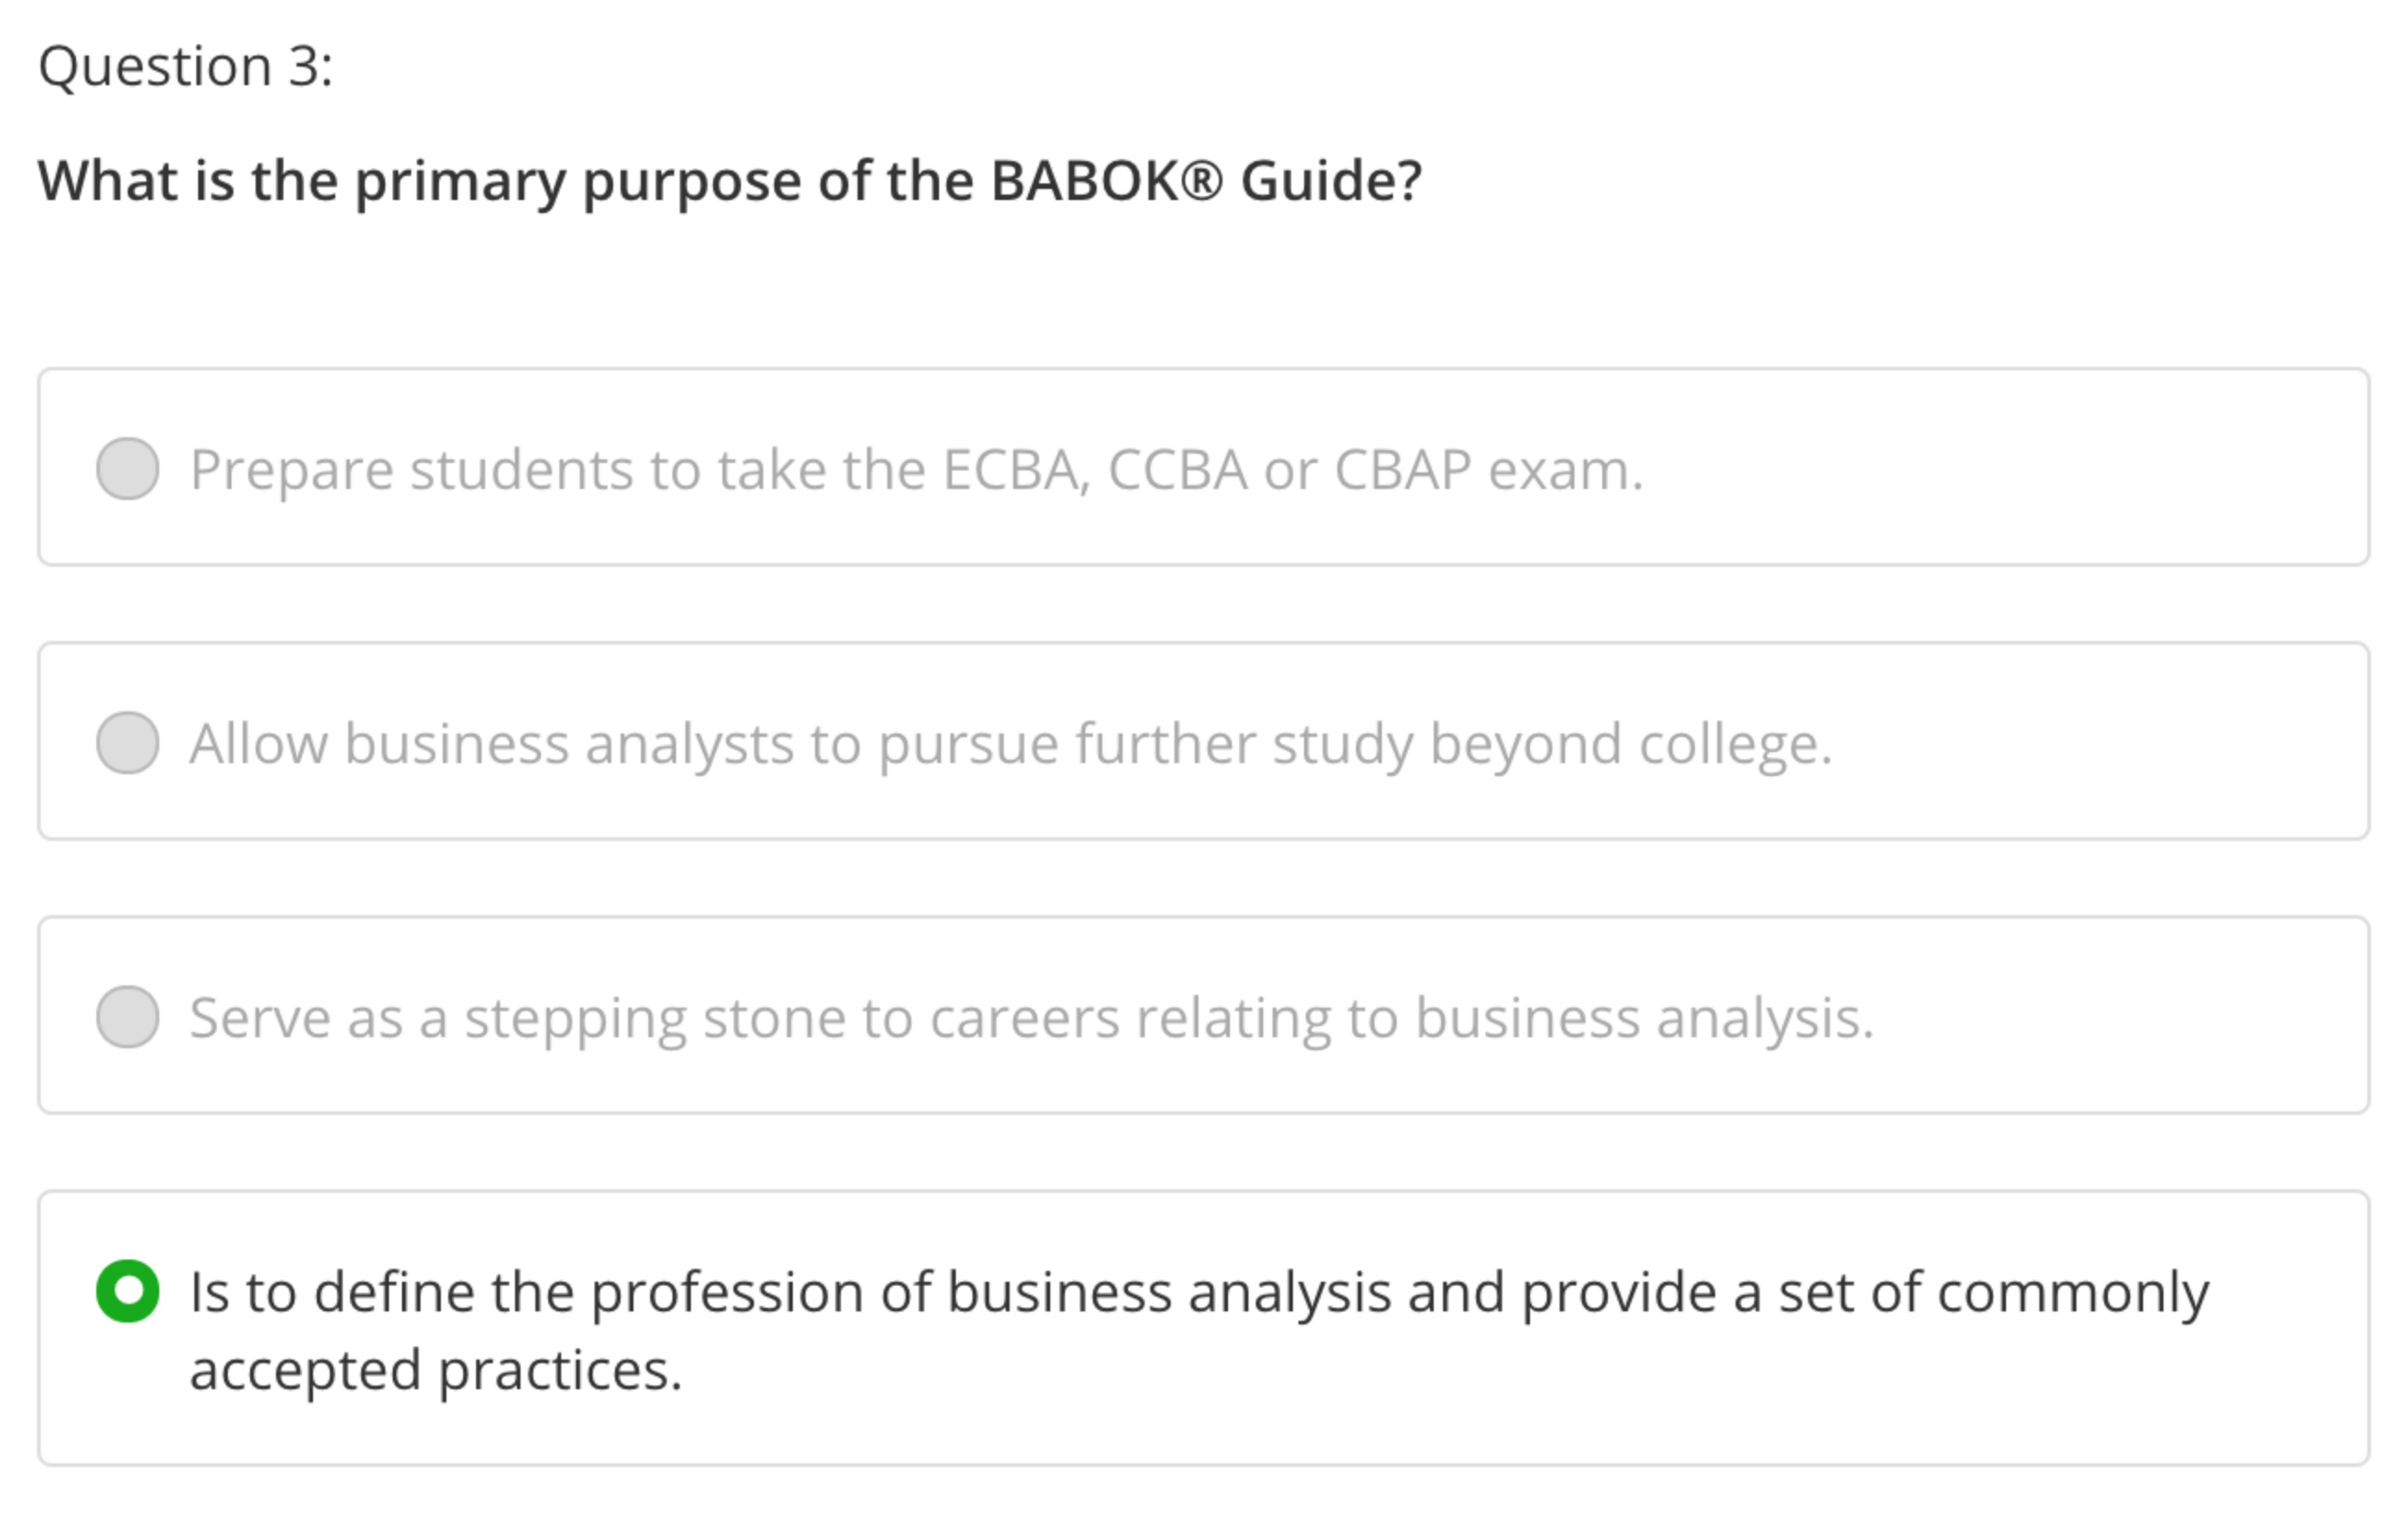 Question 3:
What is the primary purpose of the BABOK® Guide?
Prepare students to take the ECBA, CCBA or CBAP exam.
Allow business analysts to pursue further study beyond college.
Serve as a stepping stone to careers relating to business analysis.
Is to define the profession of business analysis and provide a set of commonly
accepted practices.